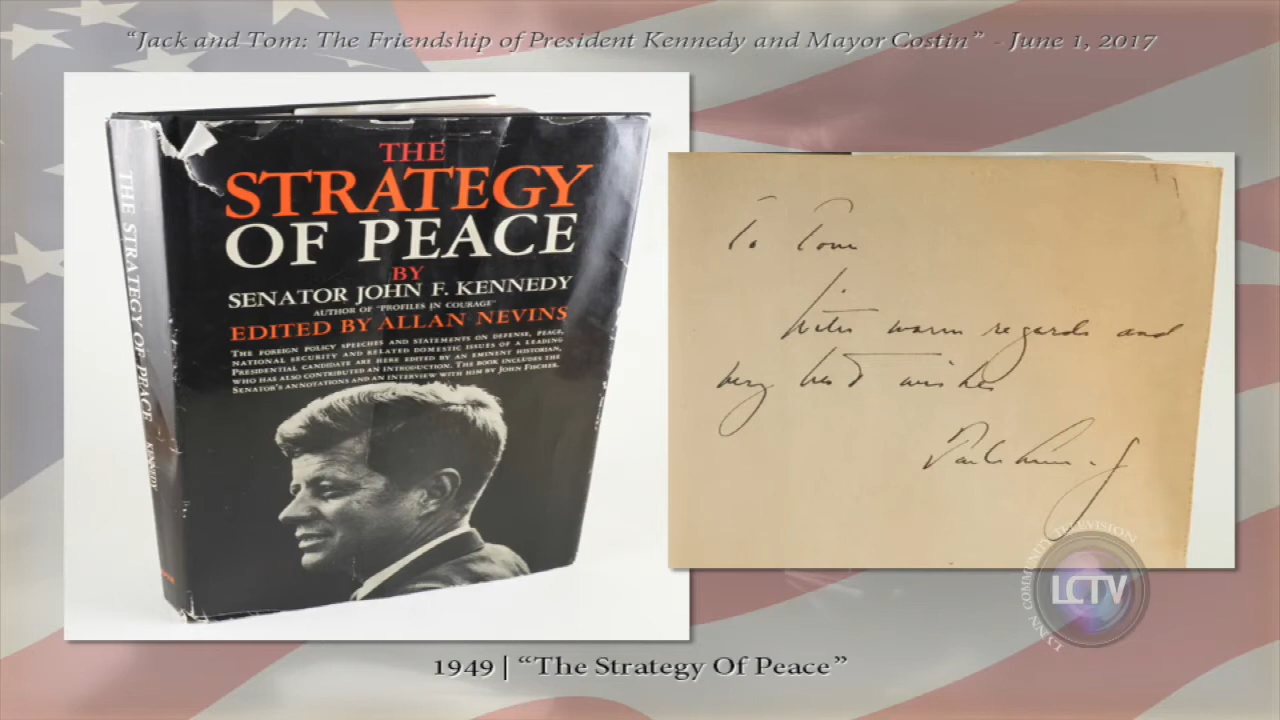 “Jack and Tom: The Friendship of President Kennedy and Mayor Costin” - June 1, 2017
THE
STRATEGY
OF PEACE
BY
SENATOR JOHN F. KENNEDY
AUTHOR OF "PROFILES IN COURAGE"
EDITED BY ALLAN NEVINS
THE FOREIGN POLICY SPEECHES AND STATEMENTS ON DEFENSE, PEACE,
NATIONAL SECURITY AND RELATED DOMESTIC ISSUES OF A LEADING
PRESIDENTIAL CANDIDATE ARE HERE EDITED BY AN EMINENT HISTORIAN,
WHO HAS ALSO CONTRIBUTED AN INTRODUCTION. THE BOOK INCLUDES THE
SENATOR'S ANNOTATIONS AND AN INTERVIEW WITH HIM BY JOHN FISCHER.
THE STRATEGY OF PEACE KENNEDY
To Tom
With warm regards and
very best wishes
LYNN COMMUNITY TELEVISION
LCTV
1949 | “The Strategy Of Peace”